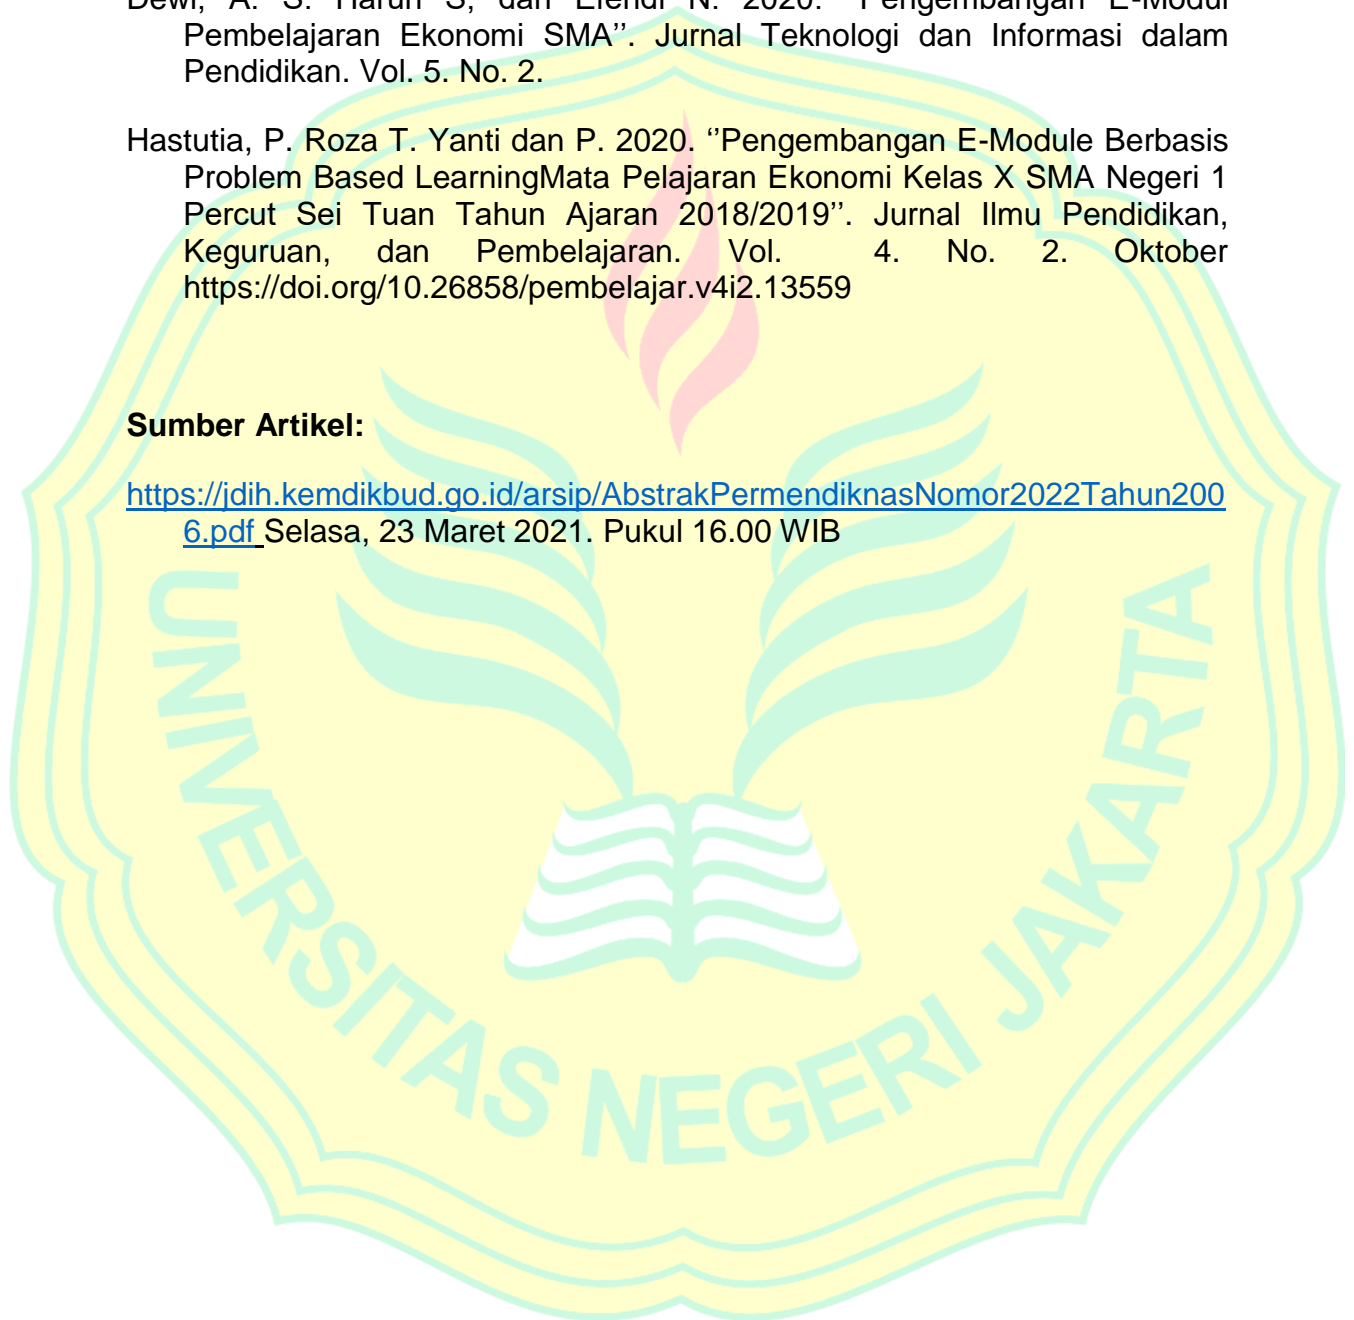 Dewi, A. S. Harun S, dan Efendi N. 2020. ‘’Pengembangan E-Modul
Pembelajaran Ekonomi SMA’’. Jurnal Teknologi dan Informasi dalam
Pendidikan. Vol. 5. No. 2.
Hastutia, P. Roza T. Yanti dan P. 2020. ‘’Pengembangan E-Module Berbasis
Problem Based LearningMata Pelajaran Ekonomi Kelas X SMA Negeri 1
Percut Sei Tuan Tahun Ajaran 2018/2019’’. Jurnal Ilmu Pendidikan,
Keguruan, dan Pembelajaran. Vol. 4. No. 2. Oktober
https://doi.org/10.26858/pembelajar.v4i2.13559
Sumber Artikel:
https://jdih.kemdikbud.go.id/arsip/AbstrakPermendiknasNomor2022Tahun200
6.pdf Selasa, 23 Maret 2021. Pukul 16.00 WIB
UNIVERSITAS NEGERI JAKARTA